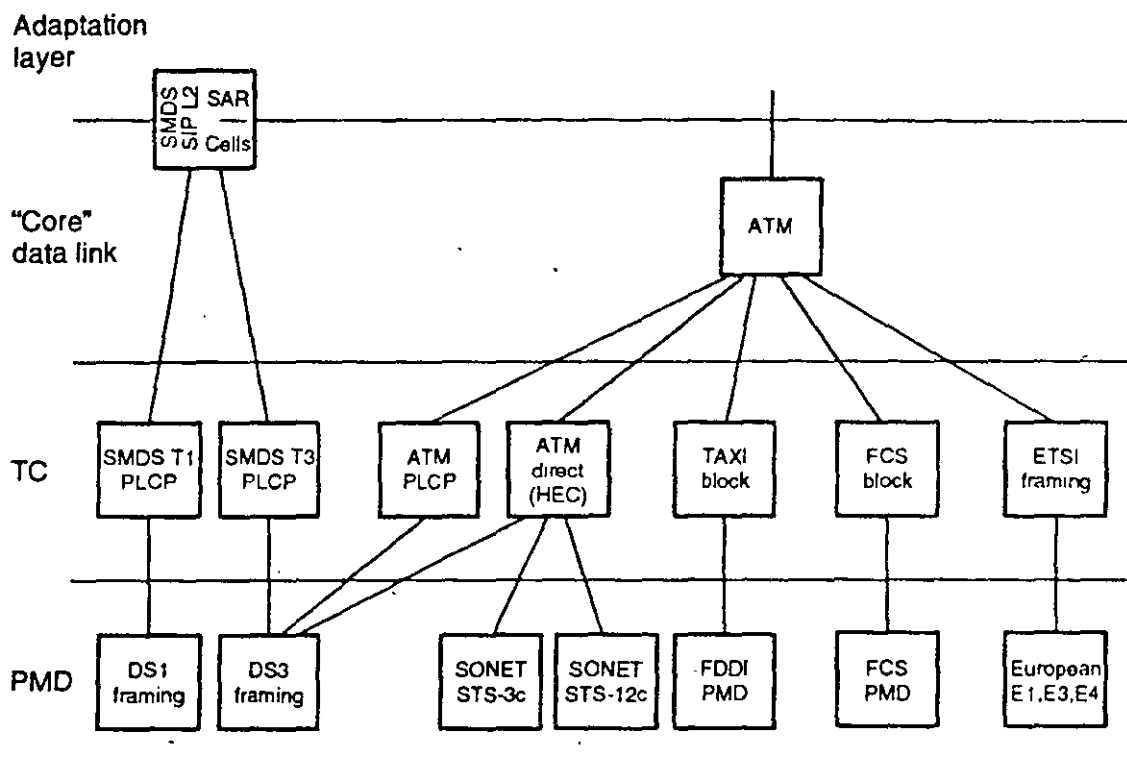 Adaptation
layer
SMDS
SIP L2
SAR
Cells
"Core"
data link
ATM
TC
SMDS T1
PLCP
SMDS T3
PLCP
ATM
PLCP
ATM
direct
(HEC)
TAXI
block
FCS
block
ETSI
framing
PMD
DS1
framing
DS3
framing
SONET
STS-3c
SONET
STS-12c
FDDI
PMD
FCS
PMD
European
E1,E3,E4